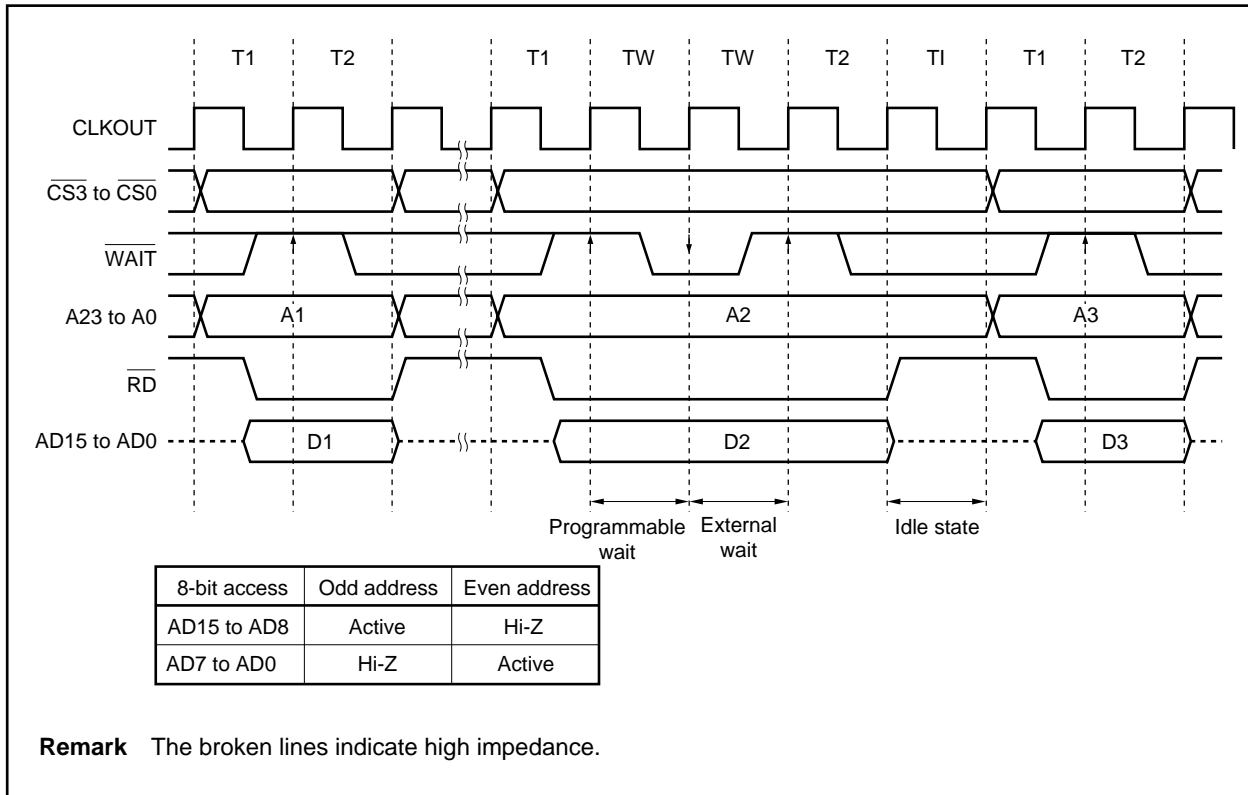 T1 T2 T1 TW TW T2 TI T1 T2
CLKOUT
CS3 to CS0
WAIT
A23 to A0 A1 A2 A3
RD
AD15 to AD0 D1 D2 D3
Programmable wait
External wait
Idle state
8-bit access Odd address Even address
AD15 to AD8 Active Hi-Z
AD7 to AD0 Hi-Z Active
Remark The broken lines indicate high impedance.